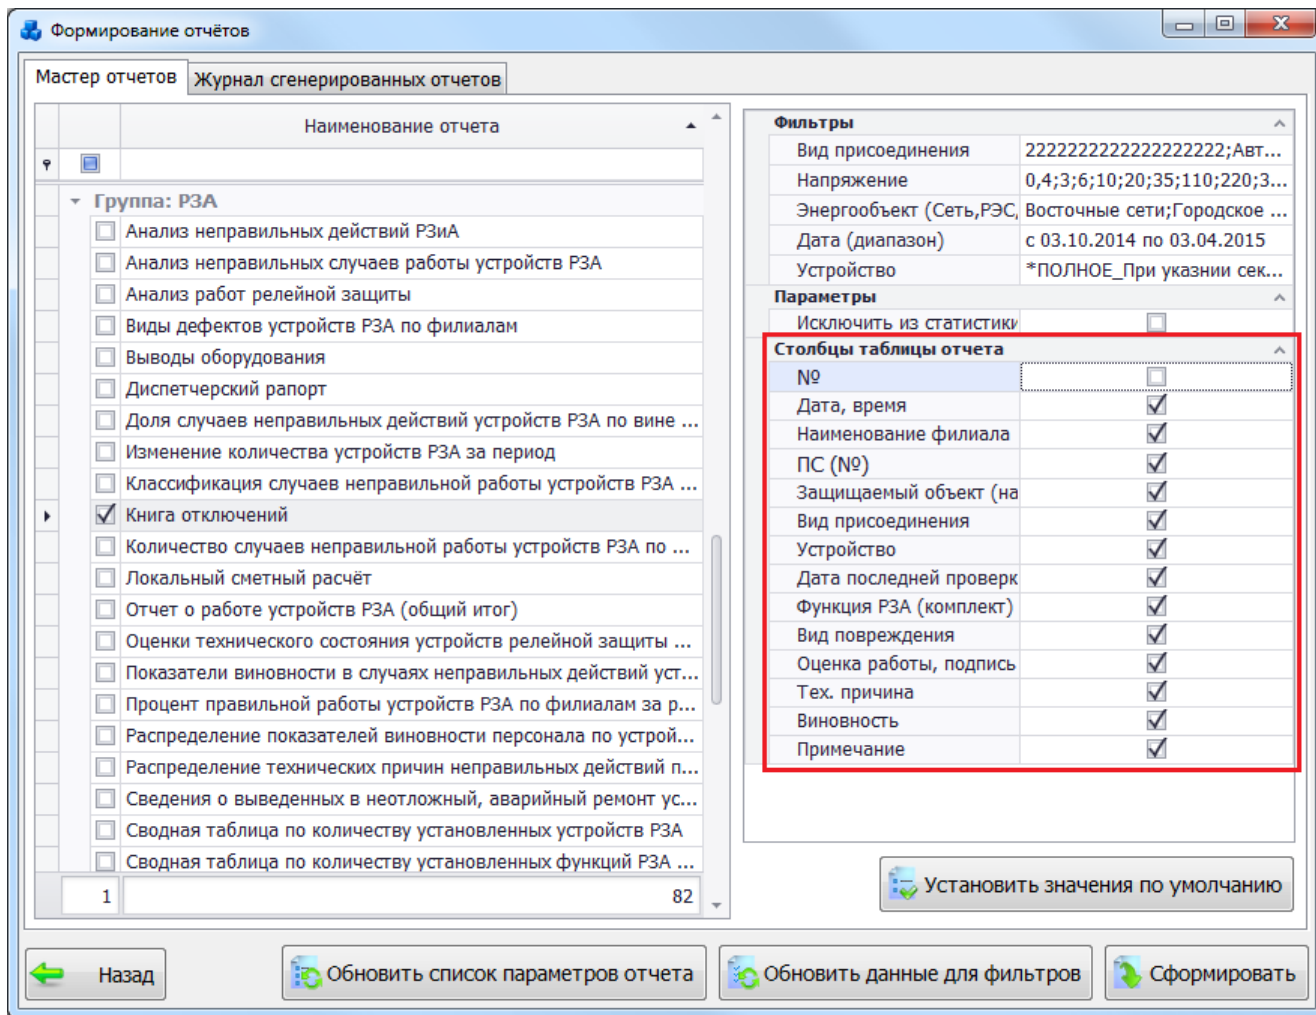 Формирование отчётов
Мастер отчетов
Журнал сгенерированных отчетов
Наименование отчета
Группа: РЗА
Анализ неправильных действий РЗиА
Анализ неправильных случаев работы устройств РЗА
Анализ работ релейной защиты
Виды дефектов устройств РЗА по филиалам
Выводы оборудования
Диспетчерский рапорт
Доля случаев неправильных действий устройств РЗА по вине ...
Изменение количества устройств РЗА за период
Классификация случаев неправильной работы устройств РЗА ...
Книга отключений
Количество случаев неправильной работы устройств РЗА по ...
Локальный сметный расчёт
Отчет о работе устройств РЗА (общий итог)
Оценки технического состояния устройств релейной защиты ...
Показатели виновности в случаях неправильных действий уст...
Процент правильной работы устройств РЗА по филиалам за р...
Распределение показателей виновности персонала по устрой...
Распределение технических причин неправильных действий п...
Сведения о выведенных в неотложный, аварийный ремонт ус...
Сводная таблица по количеству установленных устройств РЗА
Сводная таблица по количеству установленных функций РЗА ...
1 82
Фильтры
Вид присоединения 2222222222222222222;Авт...
Напряжение 0,4;3;6;10;20;35;110;220;3...
Энергообъект (Сеть,РЭС, Восточные сети;Городское ...
Дата (диапазон) с 03.10.2014 по 03.04.2015
Устройство *ПОЛНОЕ_При указнии сек...
Параметры
Исключить из статистики
Столбцы таблицы отчета
№
Дата, время
Наименование филиала
ПС (№)
Защищаемый объект (на
Вид присоединения
Устройство
Дата последней проверк
Функция РЗА (комплект)
Вид повреждения
Оценка работы, подпись
Тех. причина
Виновность
Примечание
Установить значения по умолчанию
Назад
Обновить список параметров отчета
Обновить данные для фильтров
Сформировать